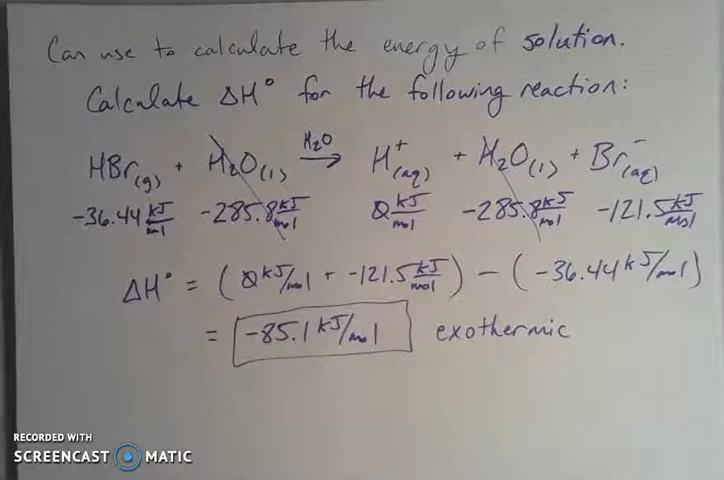 Can use to calculate the energy of solution.
Calculate ΔH° for the following reaction:
HBr(g) + H₂O(l) H₂O→ H⁺(aq) + H₂O(l) + Br⁻(aq)
-36.44 kJ/mol -285.8 kJ/mol 0 kJ/mol -285.8 kJ/mol -121.5 kJ/mol
ΔH° = (0 kJ/mol + -121.5 kJ/mol) - (-36.44 kJ/mol)
= -85.1 kJ/mol exothermic
RECORDED WITH
SCREENCAST MATIC